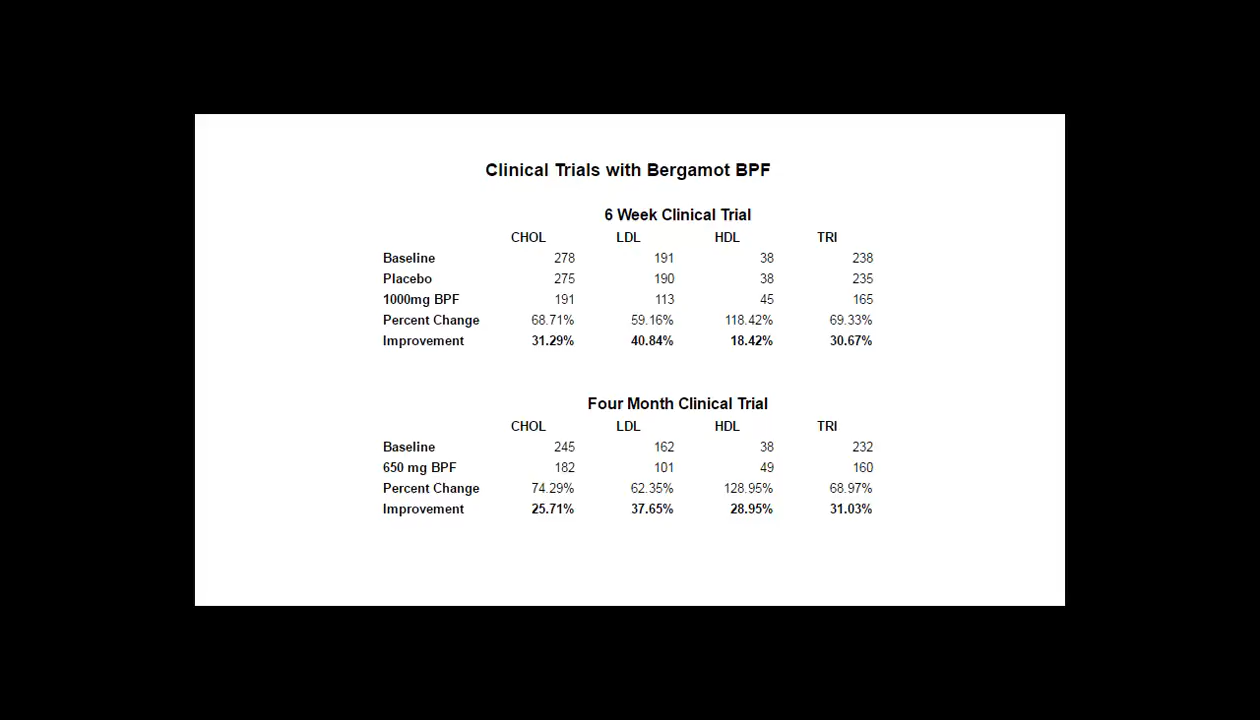 Clinical Trials with Bergamot BPF
6 Week Clinical Trial
CHOL LDL HDL TRI
Baseline 278 191 38 238
Placebo 275 190 38 235
1000mg BPF 191 113 45 165
Percent Change 68.71% 59.16% 118.42% 69.33%
Improvement 31.29% 40.84% 18.42% 30.67%
Four Month Clinical Trial
CHOL LDL HDL TRI
Baseline 245 162 38 232
650 mg BPF 182 101 49 160
Percent Change 74.29% 62.35% 128.95% 68.97%
Improvement 25.71% 37.65% 28.95% 31.03%